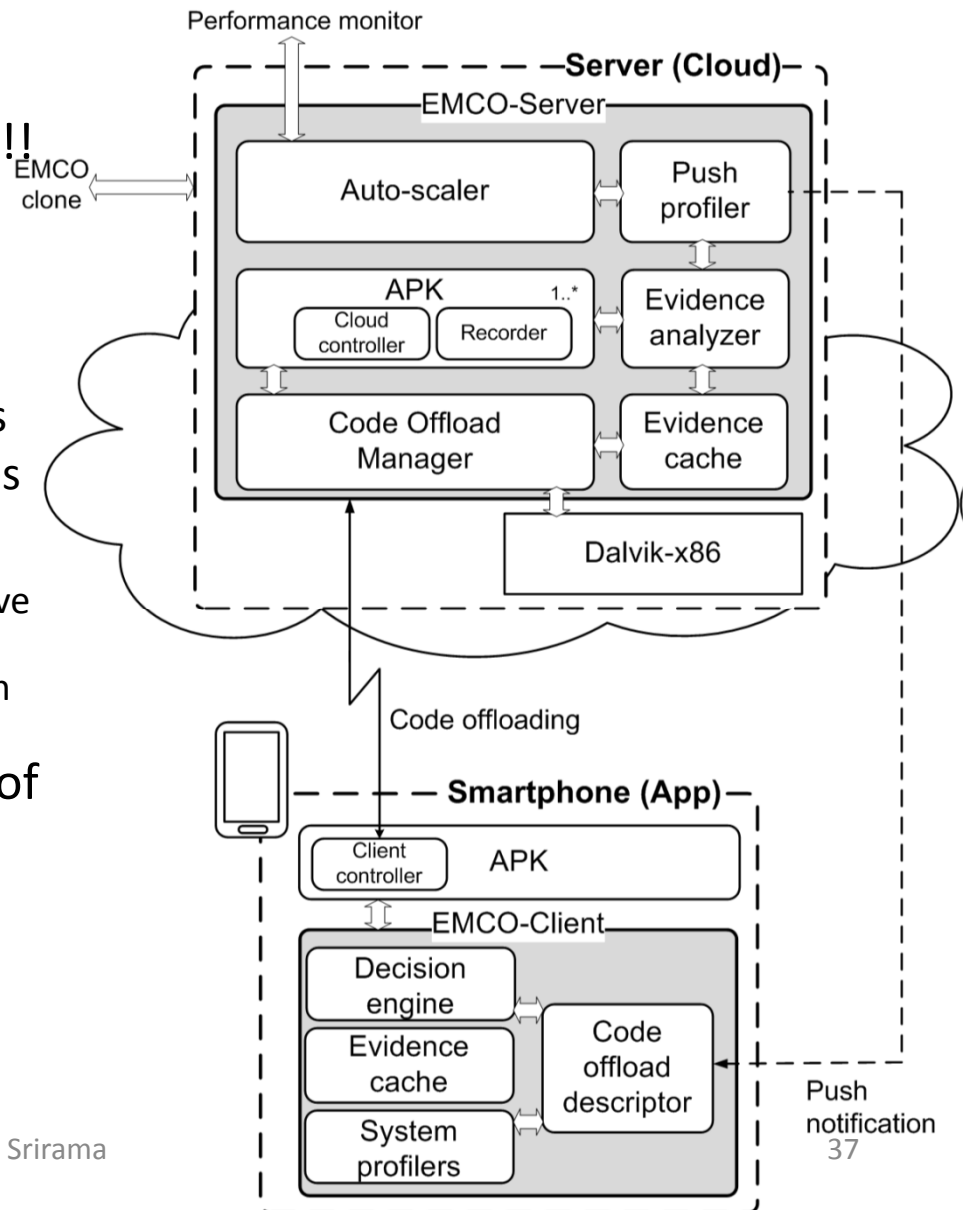 Performance monitor
Server (Cloud)
EMCO-Server
!!
EMCO
clone
Auto-scaler
Push
profiler
APK
1..*
Cloud
controller
Recorder
Evidence
analyzer
s
Code Offload
Manager
Evidence
cache
s
Dalvik-x86
ve
n
Code offloading
of
Smartphone (App)
Client
controller
APK
EMCO-Client
Decision
engine
Evidence
cache
System
profilers
Code
offload
descriptor
Push
notification
Srirama
37